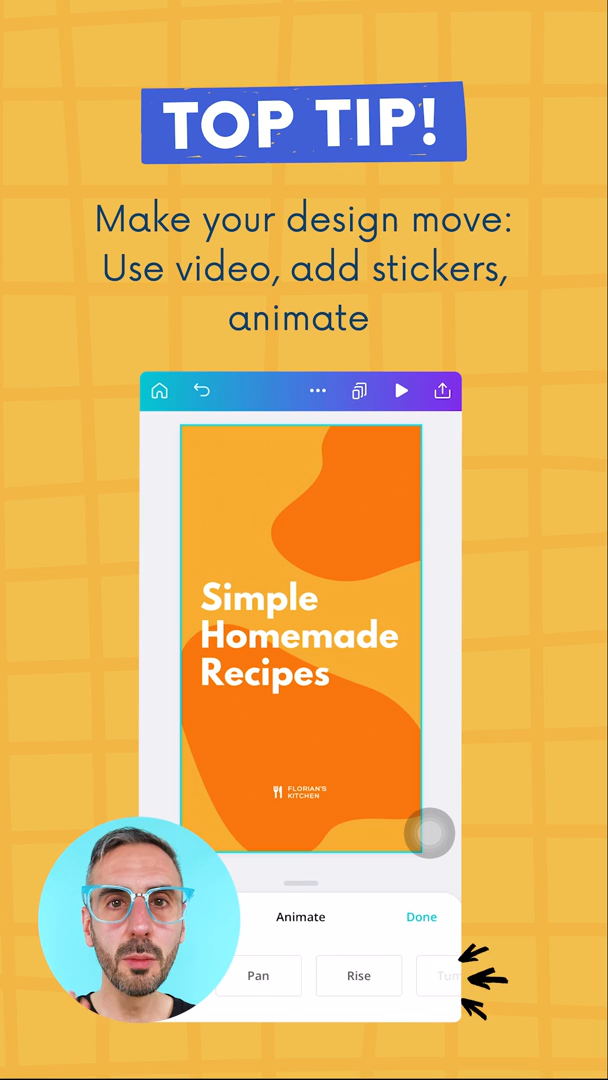 TOP TIP!
Make your design move:
Use video, add stickers,
animate
Simple
Homemade
Recipes
FLORIAN'S
KITCHEN
Animate
Done
Pan
Rise